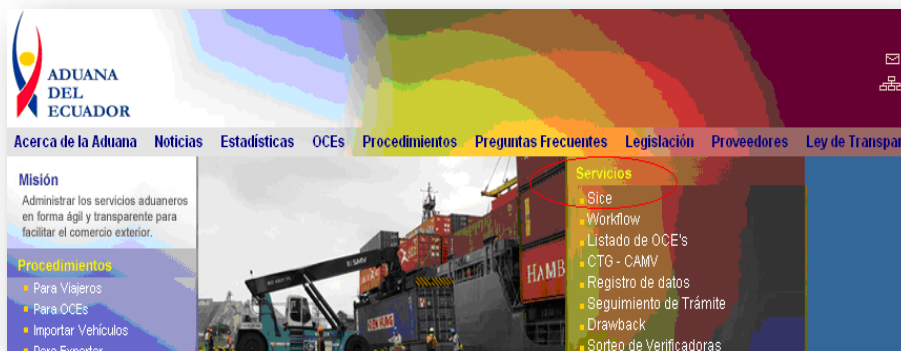 ADUANA
DEL
ECUADOR
Acerca de la Aduana Noticias Estadísticas OCEs Procedimientos Preguntas Frecuentes Legislación Proveedores Ley de Transpar
Misión
Administrar los servicios aduaneros
en forma ágil y transparente para
facilitar el comercio exterior.
Procedimientos
Para Viajeros
Para OCEs
Importar Vehículos
Para Exportar
HAMB
Servicios
Sice
Workflow
Listado de OCE's
CTG - CAMV
Registro de datos
Seguimiento de Trámite
Drawback
Sorteo de Verificadoras